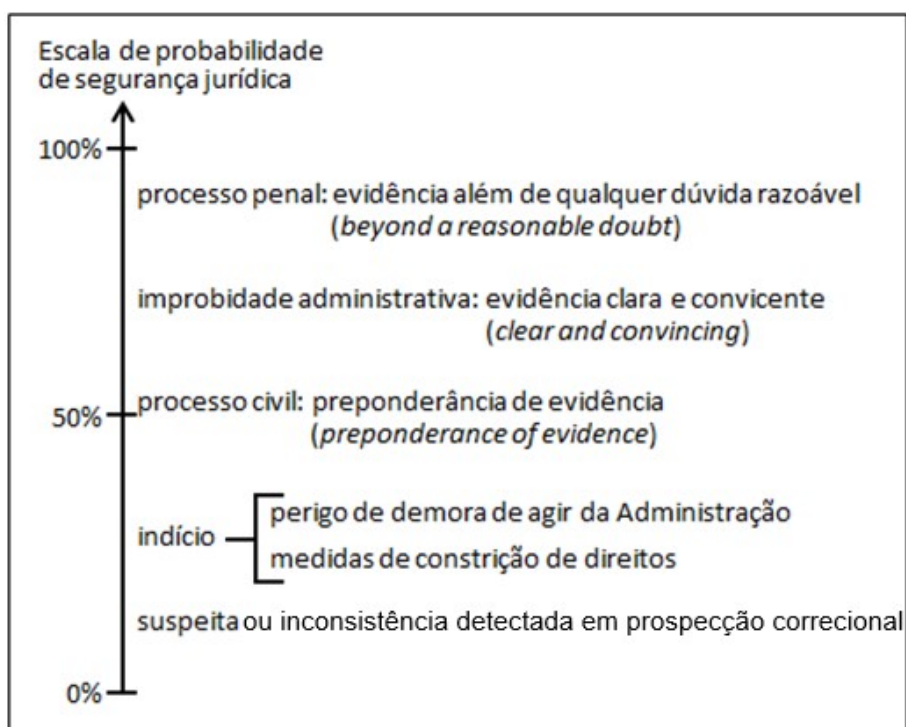 Escala de probabilidade
de segurança jurídica
100%
processo penal: evidência além de qualquer dúvida razoável
(beyond a reasonable doubt)
improbidade administrativa: evidência clara e convicente
(clear and convincing)
50%
processo civil: preponderância de evidência
(preponderance of evidence)
perigo de demora de agir da Administração
indício
medidas de constrição de direitos
suspeita ou inconsistência detectada em prospecção correcional
0%